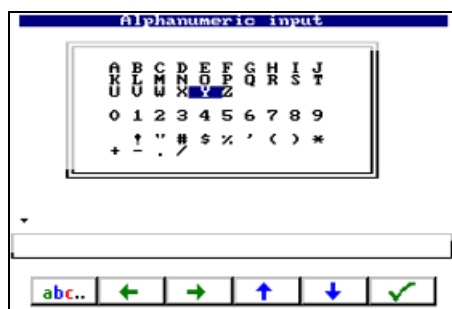 Alphanumeric input
A B C D E F G H I J
K L M N O P Q R S T
U V W X Y Z
0 1 2 3 4 5 6 7 8 9
! " # $ % ' ( ) *
+ - . /
abc..